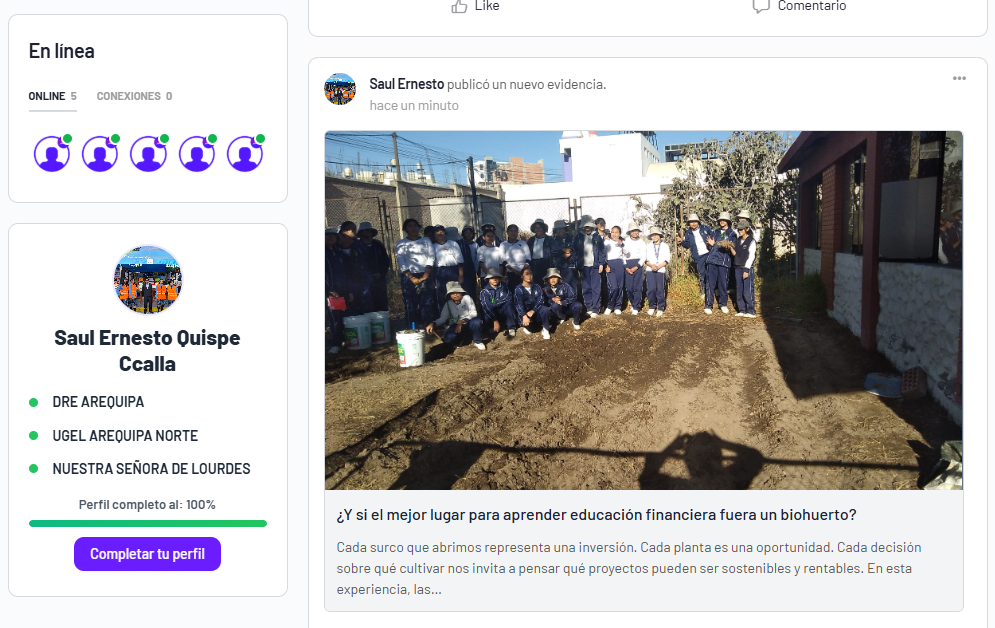 Like
Comentario
En línea
ONLINE 5
CONEXIONES 0
Saul Ernesto Quispe
Ccalla
DRE AREQUIPA
UGEL AREQUIPA NORTE
NUESTRA SEÑORA DE LOURDES
Perfil completo al: 100%
Completar tu perfil
Saul Ernesto publicó un nuevo evidencia.
hace un minuto
¿Y si el mejor lugar para aprender educación financiera fuera un biohuerto?
Cada surco que abrimos representa una inversión. Cada planta es una oportunidad. Cada decisión
sobre qué cultivar nos invita a pensar qué proyectos pueden ser sostenibles y rentables. En esta
experiencia, las...